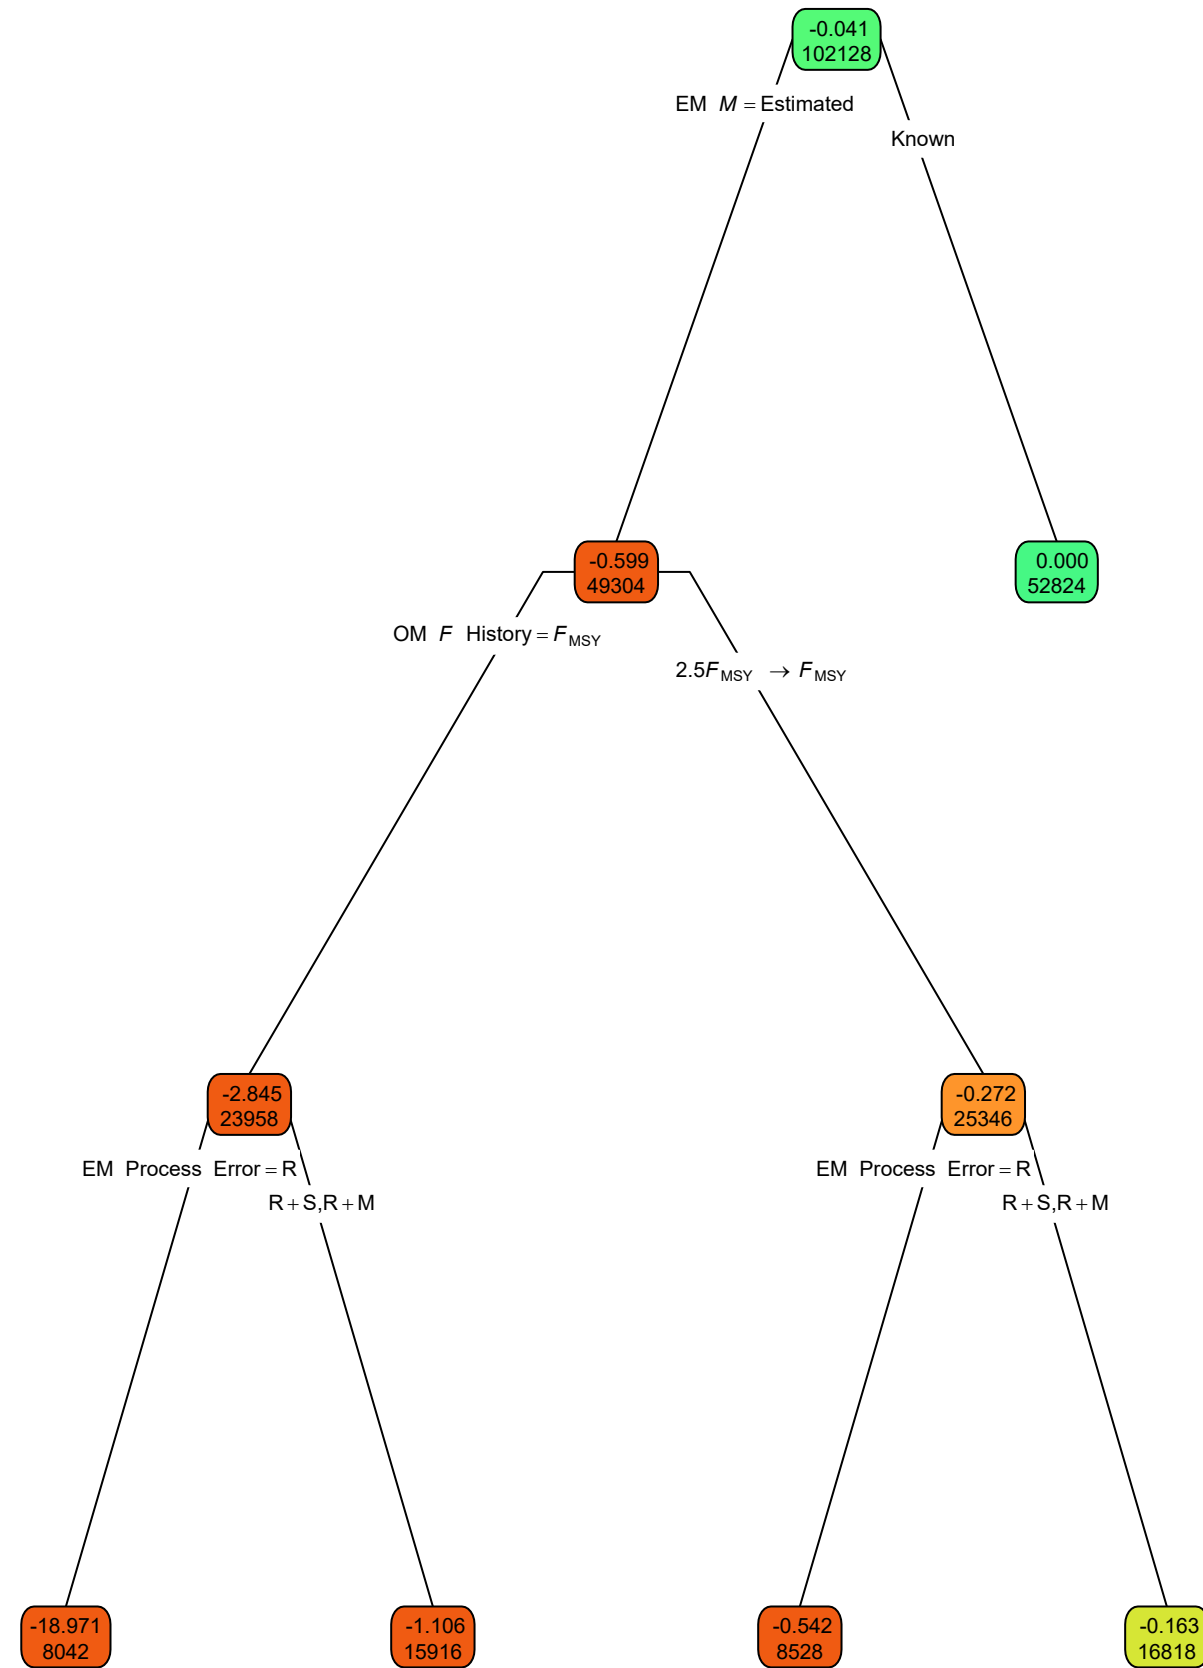 -0.041
102128
EM M = Estimated
Known
-0.599
49304
0.000
52824
OM F History = F MSY
2.5F MSY → F MSY
-2.845
23958
-0.272
25346
EM Process Error = R
R + S,R + M
EM Process Error = R
R + S,R + M
-18.971
8042
-1.106
15916
-0.542
8528
-0.163
16818